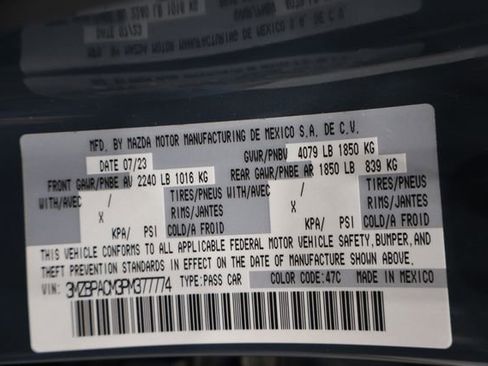 MFD. BY MAZDA MOTOR MANUFACTURING DE MEXICO S.A. DE C.V.
DATE 07/23 GVWR/PNBV 4079 LB 1850 KG
FRONT GAWR/PNBE AV 2240 LB 1016 KG REAR GAWR/PNBE AR 1850 LB 839 KG
WITH/AVEC / TIRES/PNEUS WITH/AVEC / TIRES/PNEUS
X RIMS/JANTES X RIMS/JANTES
KPA/ PSI COLD/A FROID KPA/ PSI COLD/A FROID
THIS VEHICLE CONFORMS TO ALL APPLICABLE FEDERAL MOTOR VEHICLE SAFETY, BUMPER, AND
THEFT PREVENTION STANDARDS IN EFFECT ON THE DATE OF MANUFACTURE SHOWN ABOVE.
VIN: 3MZBPACM3PM377774 TYPE:PASS CAR COLOR CODE:47C MADE IN MEXICO